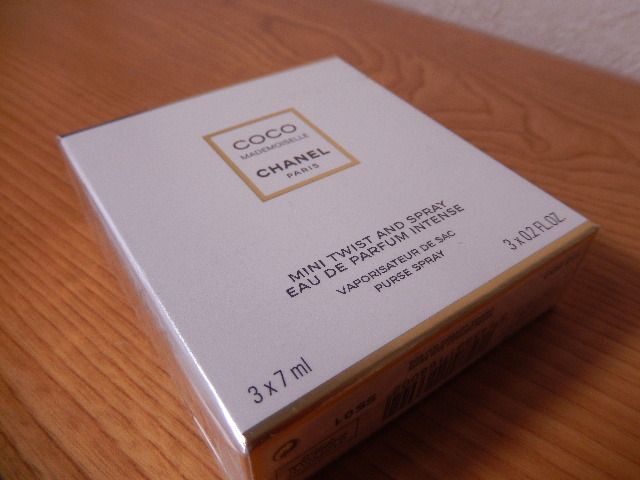 COCO
MADEMOISELLE
CHANEL
PARIS
MINI TWIST AND SPRAY
EAU DE PARFUM INTENSE
VAPORISATEUR DE SAC
PURSE SPRAY
3 x 7 ml
3 x 0.2 FL. OZ.